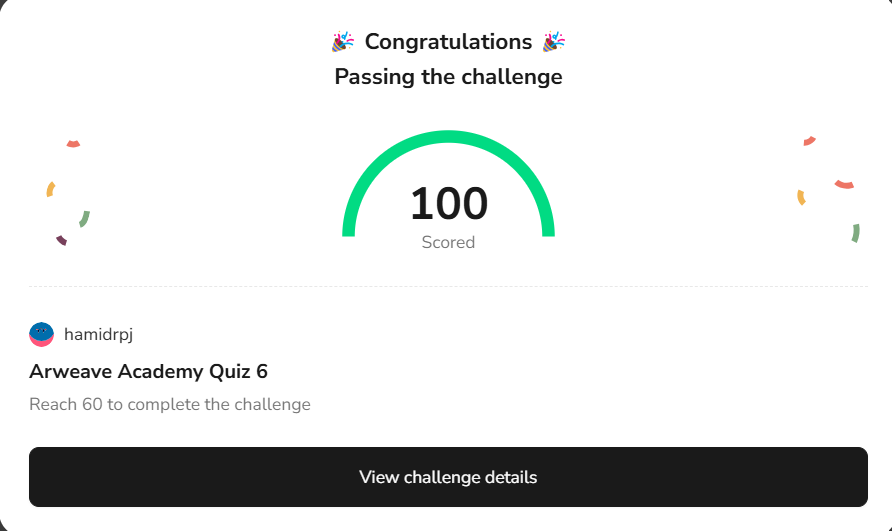 🎉 Congratulations 🎉
Passing the challenge
100
Scored
hamidrpj
Arweave Academy Quiz 6
Reach 60 to complete the challenge
View challenge details